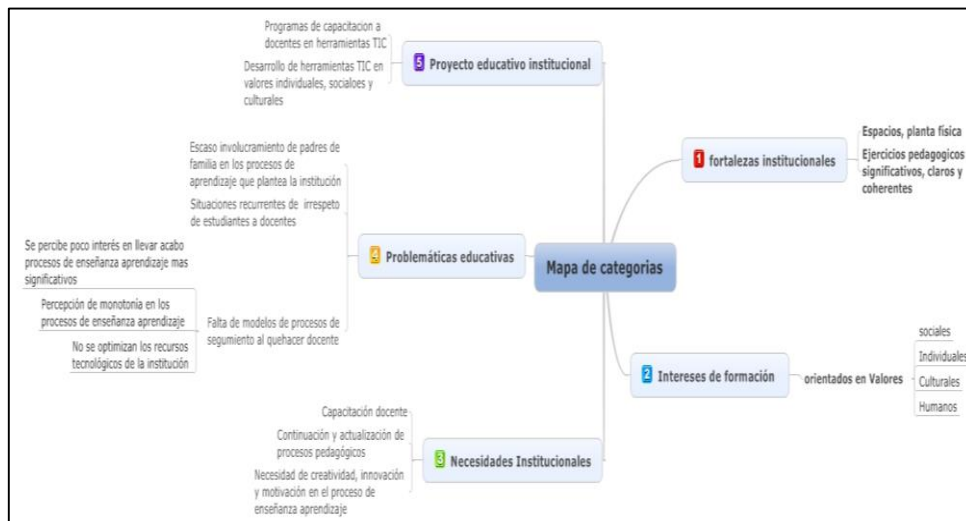 Mapa de categorias
1 fortalezas institucionales
Espacios, planta física
Ejercicios pedagogicos
significativos, claros y
coherentes
2 Intereses de formación
orientados en Valores
sociales
Individuales
Culturales
Humanos
3 Necesidades Institucionales
Capacitación docente
Continuación y actualización de
procesos pedagógicos
Necesidad de creatividad, innovación
y motivación en el proceso de
enseñanza aprendizaje
4 Problemáticas educativas
Escaso involucramiento de padres de
familia en los procesos de
aprendizaje que plantea la institución
Situaciones recurrentes de irrespeto
de estudiantes a docentes
Falta de modelos de procesos de
segumiento al quehacer docente
Se percibe poco interés en llevar acabo
procesos de enseñanza aprendizaje mas
significativos
Percepción de monotonía en los
procesos de enseñanza aprendizaje
No se optimizan los recursos
tecnológicos de la institución
5 Proyecto educativo institucional
Programas de capacitacion a
docentes en herramientas TIC
Desarrollo de herramientas TIC en
valores individuales, socialoes y
culturales